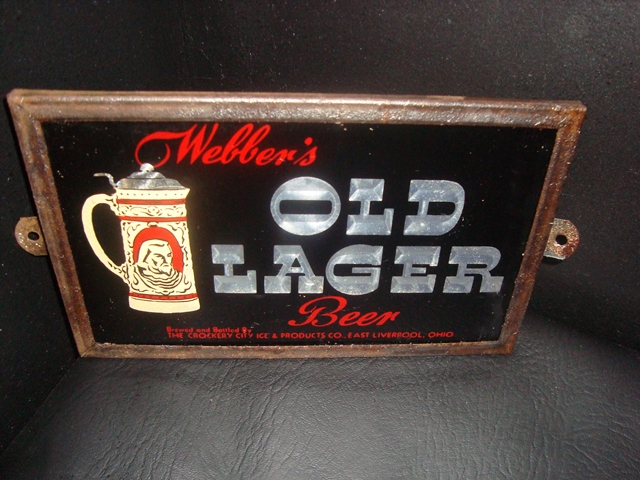 Webber's
OLD
LAGER
Beer
Brewed and Bottled By
THE CROCKERY CITY ICE & PRODUCTS CO., EAST LIVERPOOL, OHIO